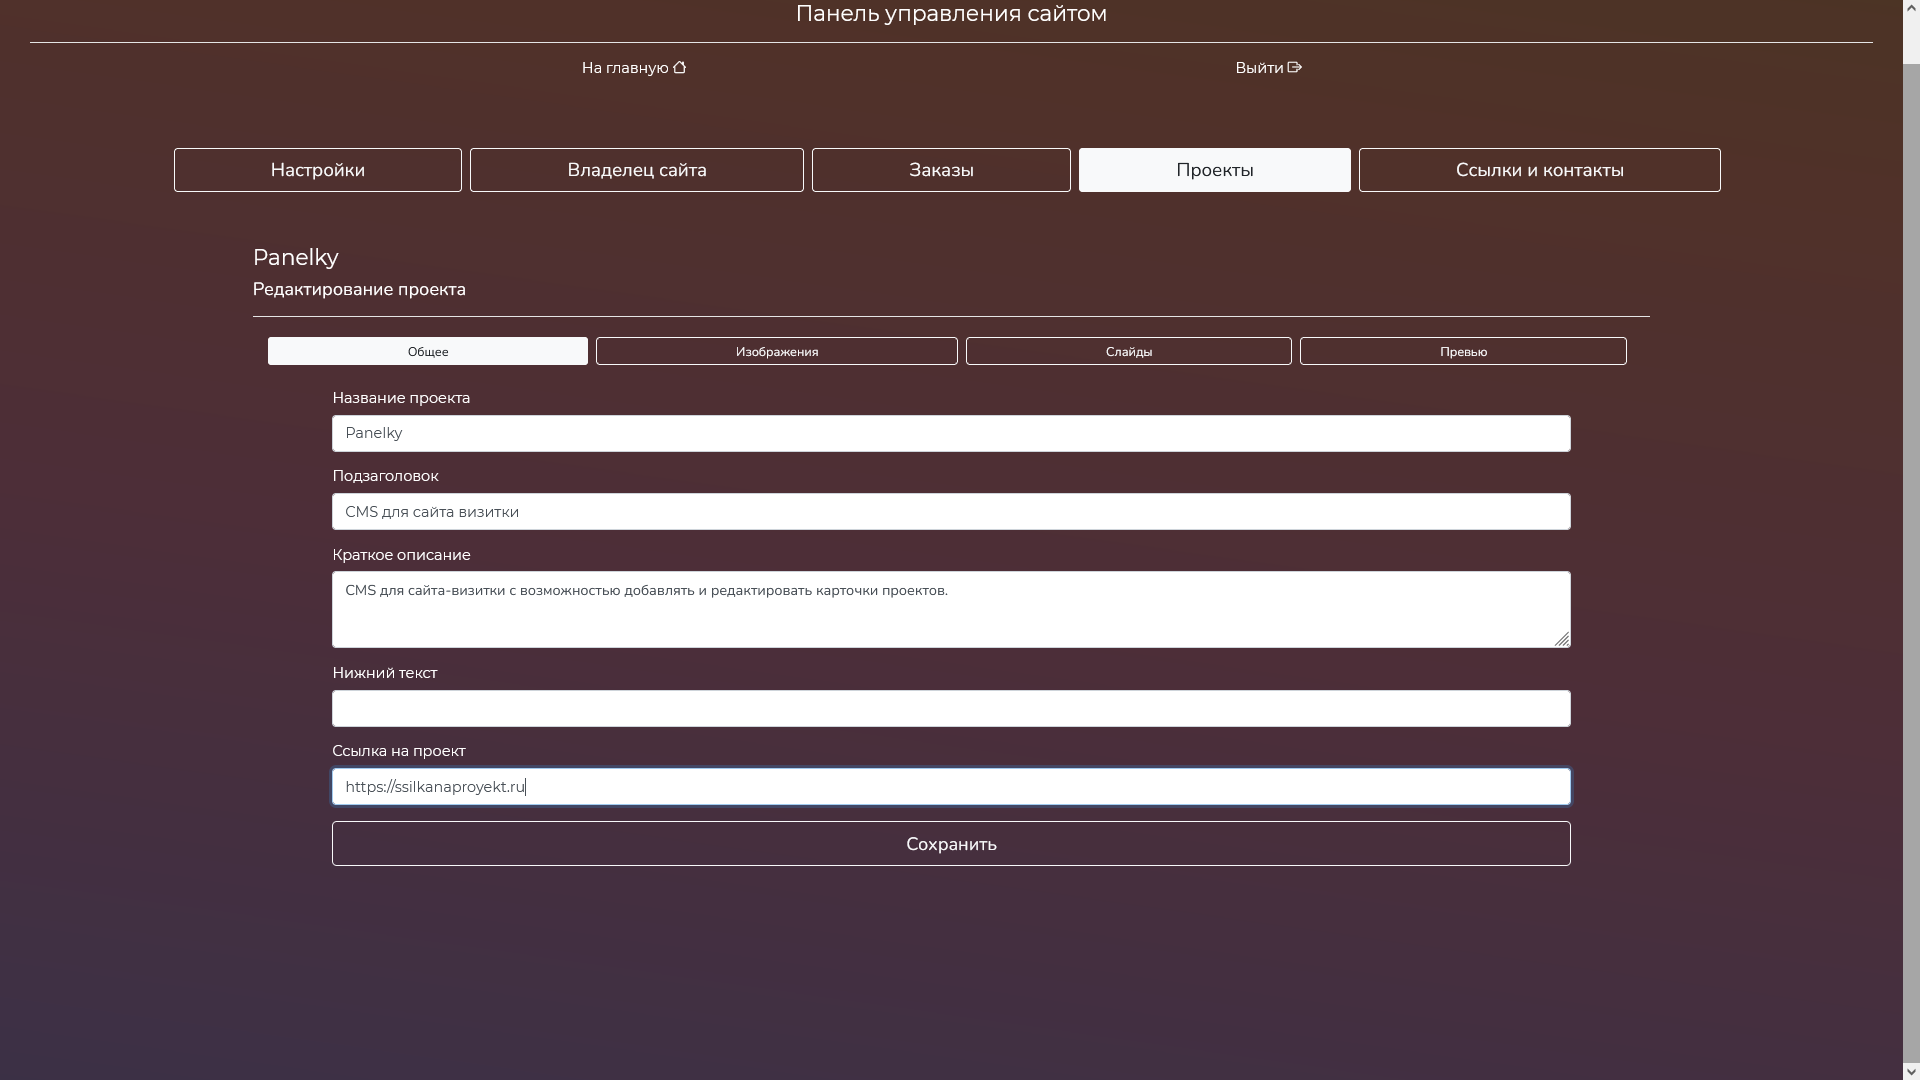 Панель управления сайтом
На главную
Выйти
Настройки
Владелец сайта
Заказы
Проекты
Ссылки и контакты
Panelky
Редактирование проекта
Общее
Изображения
Слайды
Превью
Название проекта
Panelky
Подзаголовок
CMS для сайта визитки
Краткое описание
CMS для сайта-визитки с возможностью добавлять и редактировать карточки проектов.
Нижний текст
Ссылка на проект
https://ssilkanaproyekt.ru
Сохранить